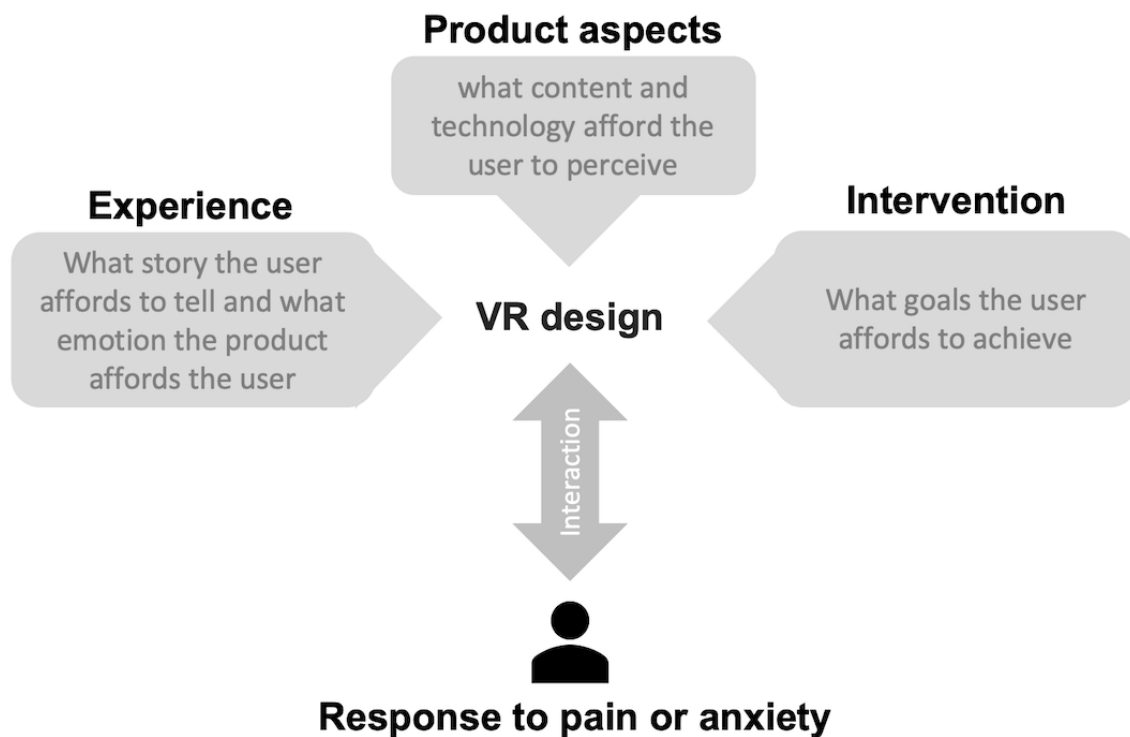 Product aspects
what content and
technology afford the
user to perceive
Experience
What story the user
affords to tell and what
emotion the product
affords the user
VR design
Intervention
What goals the user
affords to achieve
Interaction
Response to pain or anxiety